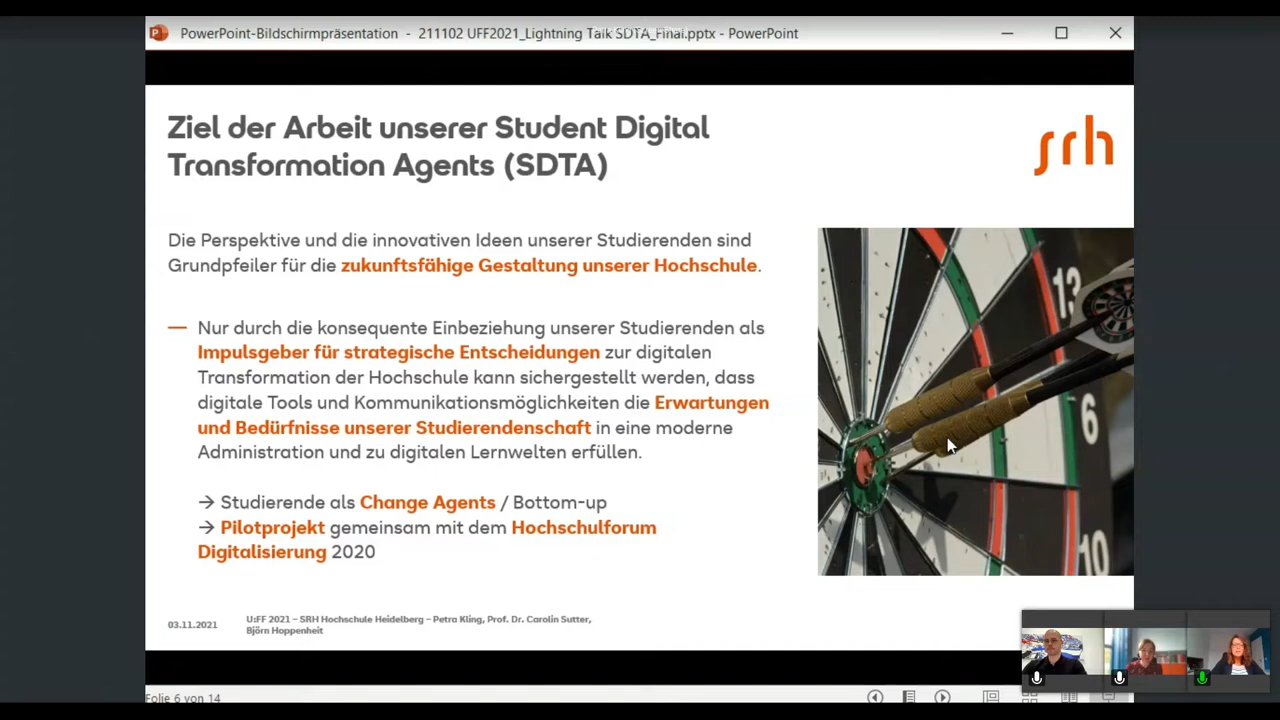 PowerPoint-Bildschirmpräsentation - 211102 UFF2021_Lightning Talk SDTA_Final.pptx - PowerPoint
Ziel der Arbeit unserer Student Digital
Transformation Agents (SDTA)
srh
Die Perspektive und die innovativen Ideen unserer Studierenden sind
Grundpfeiler für die zukunftsfähige Gestaltung unserer Hochschule.
— Nur durch die konsequente Einbeziehung unserer Studierenden als
Impulsgeber für strategische Entscheidungen zur digitalen
Transformation der Hochschule kann sichergestellt werden, dass
digitale Tools und Kommunikationsmöglichkeiten die Erwartungen
und Bedürfnisse unserer Studierendenschaft in eine moderne
Administration und zu digitalen Lernwelten erfüllen.
→ Studierende als Change Agents / Bottom-up
→ Pilotprojekt gemeinsam mit dem Hochschulforum
Digitalisierung 2020
13
6
10
03.11.2021
U:FF 2021 – SRH Hochschule Heidelberg – Petra Kling, Prof. Dr. Carolin Sutter,
Björn Hoppenheit
Folie 6 von 14